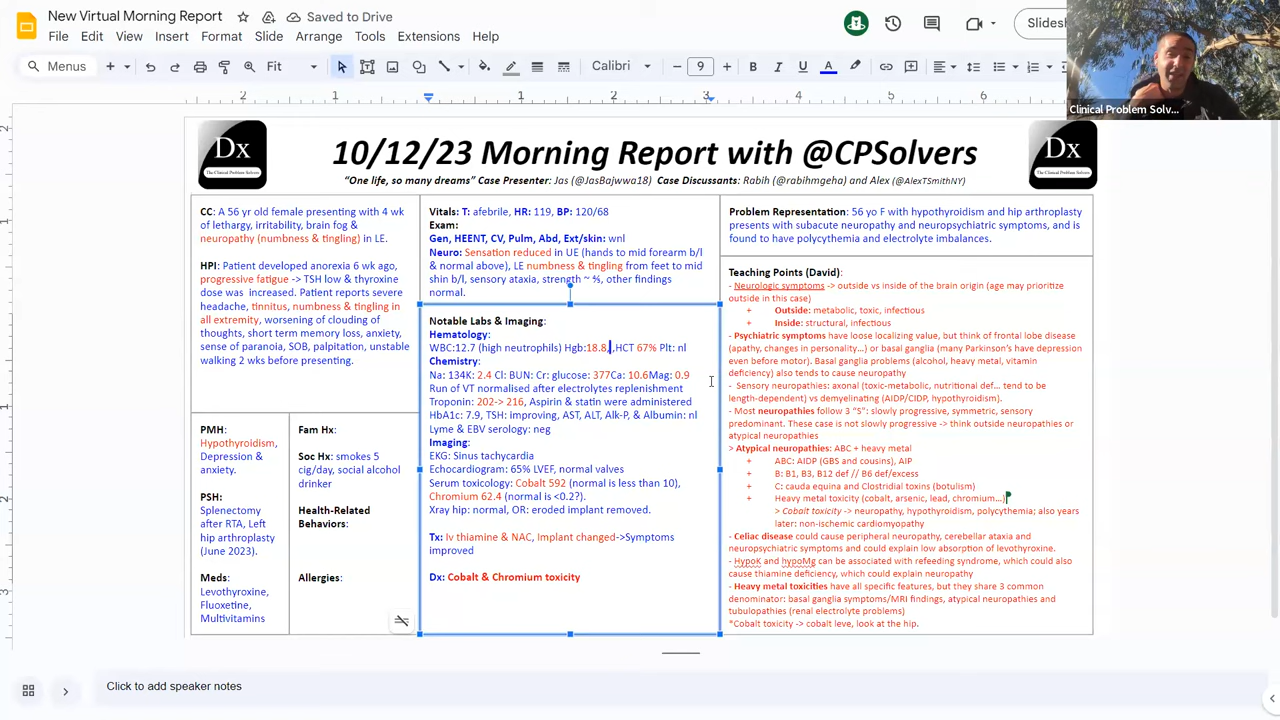 New Virtual Morning Report
Saved to Drive
File Edit View Insert Format Slide Arrange Tools Extensions Help
Slidesh
Menus
Fit
Calibri
9
Clinical Problem Solv...
2 1 1 2 3 4 5 6
Dx
The Clinical Problem Solvers
10/12/23 Morning Report with @CPSolvers
"One life, so many dreams" Case Presenter: Jas (@JasBajwwa18) Case Discussants: Rabih (@rabihmgeha) and Alex (@AlexTSmithNY)
Dx
The Clinical Problem Solvers
CC: A 56 yr old female presenting with 4 wk
of lethargy, irritability, brain fog &
neuropathy (numbness & tingling) in LE.
HPI: Patient developed anorexia 6 wk ago,
progressive fatigue -> TSH low & thyroxine
dose was increased. Patient reports severe
headache, tinnitus, numbness & tingling in
all extremity, worsening of clouding of
thoughts, short term memory loss, anxiety,
sense of paranoia, SOB, palpitation, unstable
walking 2 wks before presenting.
PMH:
Hypothyroidism,
Depression &
anxiety.
PSH:
Splenectomy
after RTA, Left
hip arthroplasty
(June 2023).
Meds:
Levothyroxine,
Fluoxetine,
Multivitamins
Fam Hx:
Soc Hx: smokes 5
cig/day, social alcohol
drinker
Health-Related
Behaviors:
Allergies:
Vitals: T: afebrile, HR: 119, BP: 120/68
Exam:
Gen, HEENT, CV, Pulm, Abd, Ext/skin: wnl
Neuro: Sensation reduced in UE (hands to mid forearm b/l
& normal above), LE numbness & tingling from feet to mid
shin b/l, sensory ataxia, strength ~ ⅘, other findings
normal.
Notable Labs & Imaging:
Hematology:
WBC:12.7 (high neutrophils) Hgb:18.8,,HCT 67% Plt: nl
Chemistry:
Na: 134K: 2.4 Cl: BUN: Cr: glucose: 377Ca: 10.6Mag: 0.9
Run of VT normalised after electrolytes replenishment
Troponin: 202-> 216, Aspirin & statin were administered
HbA1c: 7.9, TSH: improving, AST, ALT, Alk-P, & Albumin: nl
Lyme & EBV serology: neg
Imaging:
EKG: Sinus tachycardia
Echocardiogram: 65% LVEF, normal valves
Serum toxicology: Cobalt 592 (normal is less than 10),
Chromium 62.4 (normal is <0.2?).
Xray hip: normal, OR: eroded implant removed.
Tx: Iv thiamine & NAC, Implant changed->Symptoms
improved
Dx: Cobalt & Chromium toxicity
Problem Representation: 56 yo F with hypothyroidism and hip arthroplasty
presents with subacute neuropathy and neuropsychiatric symptoms, and is
found to have polycythemia and electrolyte imbalances.
Teaching Points (David):
- Neurologic symptoms -> outside vs inside of the brain origin (age may prioritize
outside in this case)
+ Outside: metabolic, toxic, infectious
+ Inside: structural, infectious
- Psychiatric symptoms have loose localizing value, but think of frontal lobe disease
(apathy, changes in personality...) or basal ganglia (many Parkinson's have depression
even before motor). Basal ganglia problems (alcohol, heavy metal, vitamin
deficiency) also tends to cause neuropathy
- Sensory neuropathies: axonal (toxic-metabolic, nutritional def... tend to be
length-dependent) vs demyelinating (AIDP/CIDP, hypothyroidism).
- Most neuropathies follow 3 "S": slowly progressive, symmetric, sensory
predominant. These case is not slowly progressive -> think outside neuropathies or
atypical neuropathies
> Atypical neuropathies: ABC + heavy metal
+ ABC: AIDP (GBS and cousins), AIP
+ B: B1, B3, B12 def // B6 def/excess
+ C: cauda equina and Clostridial toxins (botulism)
+ Heavy metal toxicity (cobalt, arsenic, lead, chromium...)
> Cobalt toxicity -> neuropathy, hypothyroidism, polycythemia; also years
later: non-ischemic cardiomyopathy
- Celiac disease could cause peripheral neuropathy, cerebellar ataxia and
neuropsychiatric symptoms and could explain low absorption of levothyroxine.
- HypoK and hypoMg can be associated with refeeding syndrome, which could also
cause thiamine deficiency, which could explain neuropathy
- Heavy metal toxicities have all specific features, but they share 3 common
denominator: basal ganglia symptoms/MRI findings, atypical neuropathies and
tubulopathies (renal electrolyte problems)
*Cobalt toxicity -> cobalt leve, look at the hip.
Click to add speaker notes